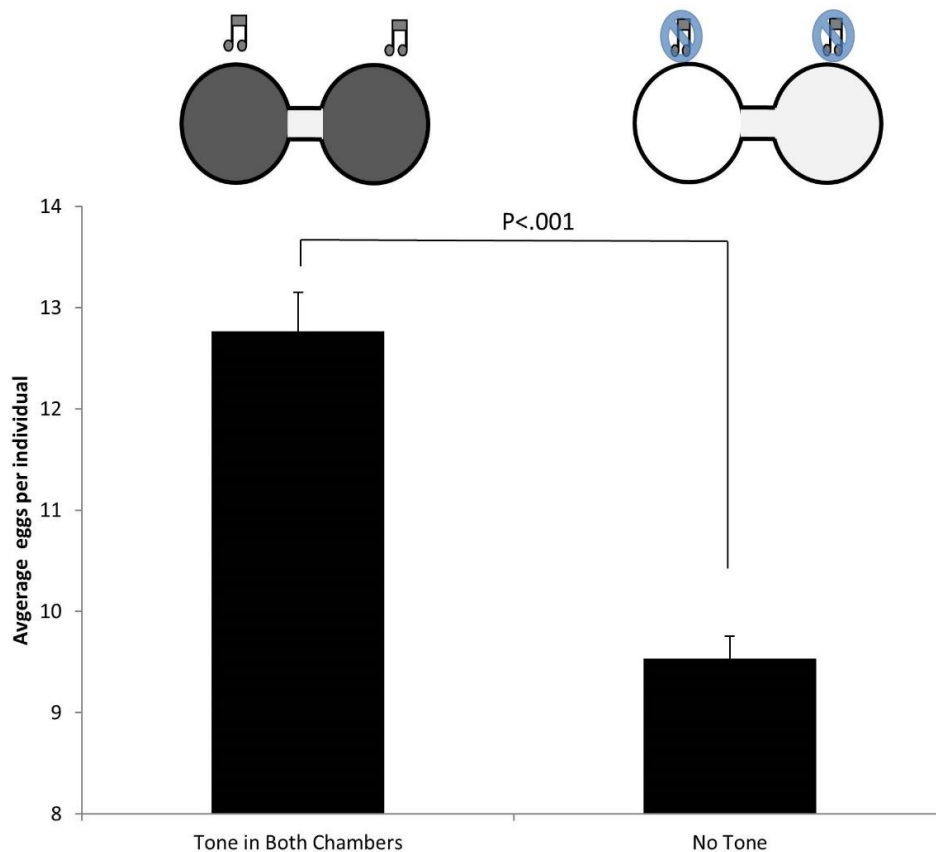 14
P<.001
13
12
11
10
9
8
Avgerage eggs per individual
Tone in Both Chambers
No Tone